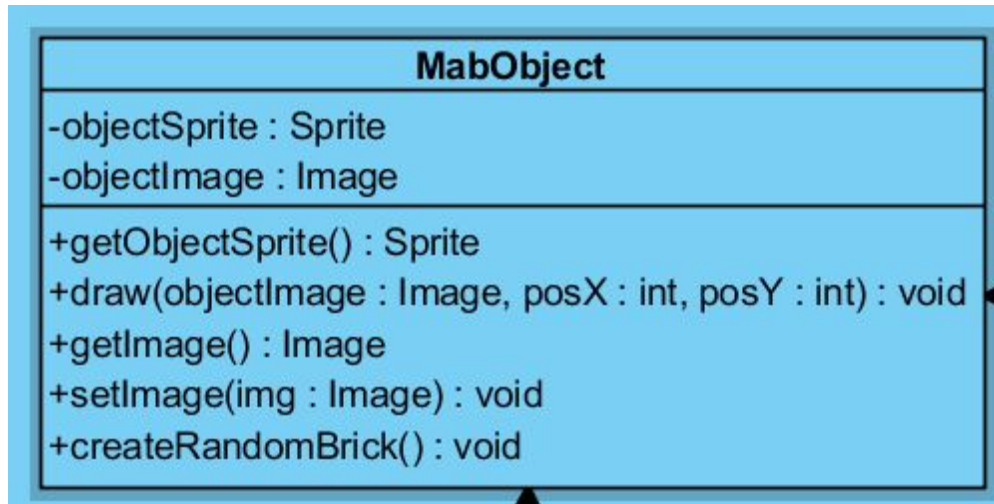 MabObject
-objectSprite : Sprite
-objectImage : Image
+getObjectSprite() : Sprite
+draw(objectImage : Image, posX : int, posY : int) : void
+getImage() : Image
+setImage(img : Image) : void
+createRandomBrick() : void